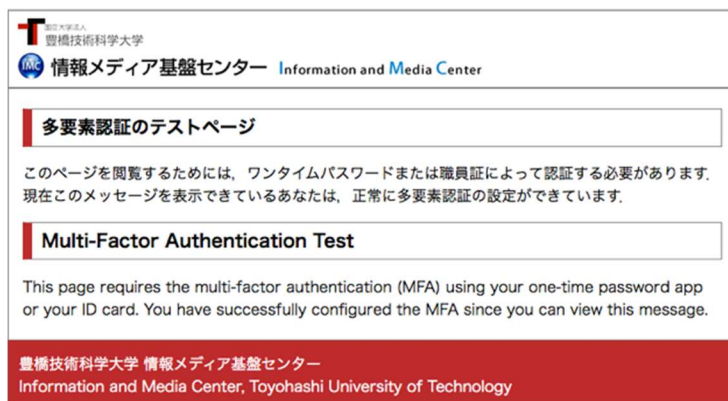 国立大学法人
豊橋技術科学大学
IMC 情報メディア基盤センター Information and Media Center
多要素認証のテストページ
このページを閲覧するためには，ワンタイムパスワードまたは職員証によって認証する必要があります．
現在このメッセージを表示できているあなたは，正常に多要素認証の設定ができています．
Multi-Factor Authentication Test
This page requires the multi-factor authentication (MFA) using your one-time password app
or your ID card. You have successfully configured the MFA since you can view this message.
豊橋技術科学大学 情報メディア基盤センター
Information and Media Center, Toyohashi University of Technology